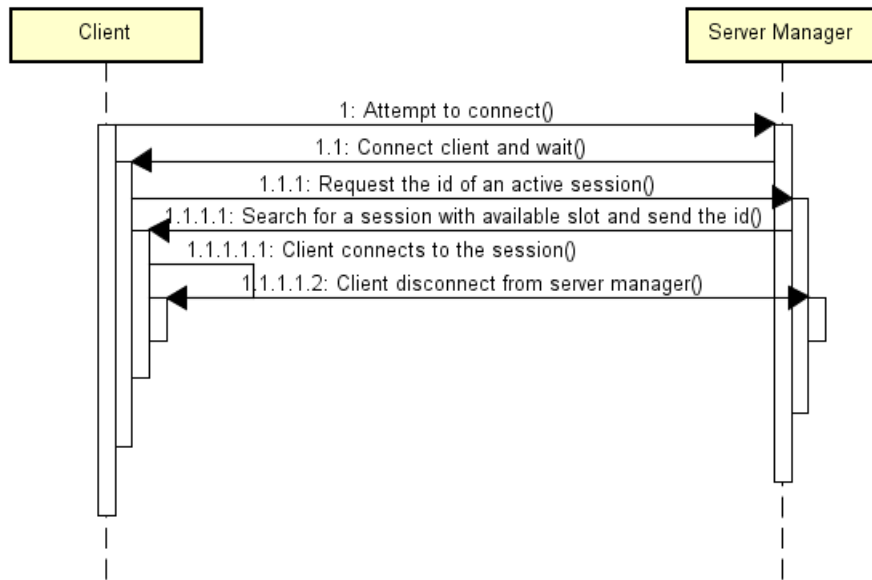 Client
Server Manager
1: Attempt to connect()
1.1: Connect client and wait()
1.1.1: Request the id of an active session()
1.1.1.1: Search for a session with available slot and send the id()
1.1.1.1.1: Client connects to the session()
1.1.1.1.2: Client disconnect from server manager()